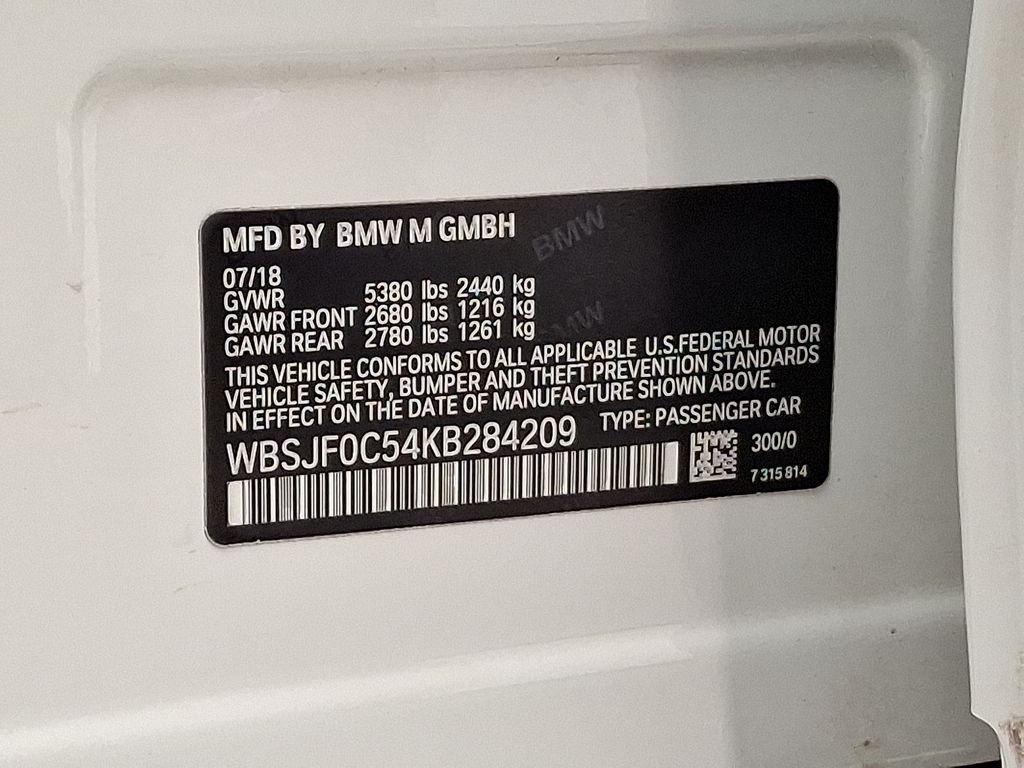 MFD BY BMW M GMBH
BMW
07/18
GVWR 5380 lbs 2440 kg
GAWR FRONT 2680 lbs 1216 kg
GAWR REAR 2780 lbs 1261 kg
BMW
THIS VEHICLE CONFORMS TO ALL APPLICABLE U.S.FEDERAL MOTOR
VEHICLE SAFETY, BUMPER AND THEFT PREVENTION STANDARDS
IN EFFECT ON THE DATE OF MANUFACTURE SHOWN ABOVE.
WBSJF0C54KB284209 TYPE: PASSENGER CAR
300/0
7 315 814